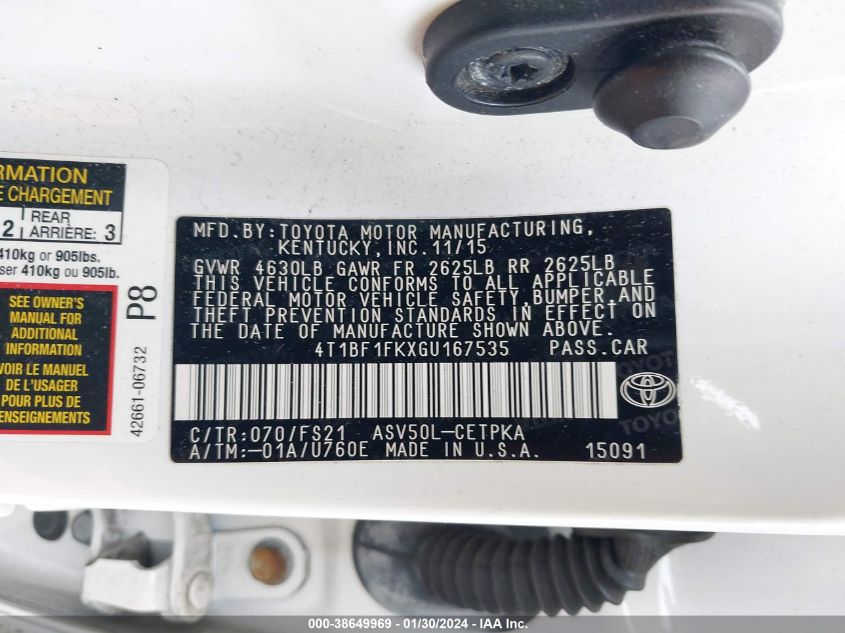 RMATION
E CHARGEMENT
2 REAR
ARRIÈRE: 3
410kg or 905lbs.
ser 410kg ou 905lb.
SEE OWNER'S
MANUAL FOR
ADDITIONAL
INFORMATION
VOIR LE MANUEL
DE L'USAGER
POUR PLUS DE
RENSEIGNEMENTS
P8
42661-06732
MFD.BY:TOYOTA MOTOR MANUFACTURING,
KENTUCKY,INC.11/15
GVWR 4630LB GAWR FR 2625LB RR 2625LB
THIS VEHICLE CONFORMS TO ALL APPLICABLE
FEDERAL MOTOR VEHICLE SAFETY,BUMPER,AND
THEFT PREVENTION STANDARDS IN EFFECT ON
THE DATE OF MANUFACTURE SHOWN ABOVE.
4T1BF1FKXGU167535 PASS.CAR
C/TR:070/FS21 ASV50L-CETPKA
A/TM:-01A/U760E MADE IN U.S.A. 15091
000-38649969 - 01/30/2024 - IAA Inc.